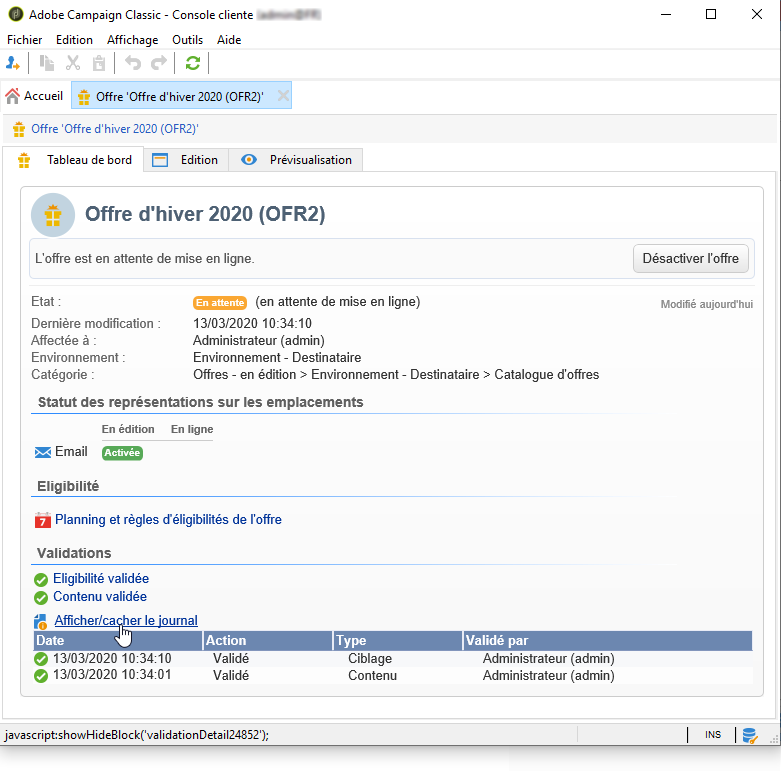 Adobe Campaign Classic - Console cliente
Fichier Edition Affichage Outils Aide
Accueil Offre 'Offre d'hiver 2020 (OFR2)'
Offre 'Offre d'hiver 2020 (OFR2)'
Tableau de bord Edition Prévisualisation
Offre d'hiver 2020 (OFR2)
L'offre est en attente de mise en ligne. Désactiver l'offre
Etat : En attente (en attente de mise en ligne) Modifié aujourd'hui
Dernière modification : 13/03/2020 10:34:10
Affectée à : Administrateur (admin)
Environnement : Environnement - Destinataire
Catégorie : Offres - en édition > Environnement - Destinataire > Catalogue d'offres
Statut des représentations sur les emplacements
En édition En ligne
Email Activée
Eligibilité
7 Planning et règles d'éligibilités de l'offre
Validations
Eligibilité validée
Contenu validée
Afficher/cacher le journal
Date Action Type Validé par
13/03/2020 10:34:10 Validé Ciblage Administrateur (admin)
13/03/2020 10:34:01 Validé Contenu Administrateur (admin)
javascript:showHideBlock('validationDetail24852'); INS